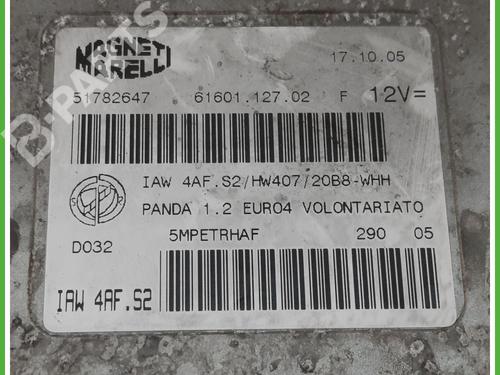 MAGNETI MARELLI
17.10.05
51782647 61601.127.02 F 12V=
IAW 4AF.S2/HW407/20B8-WHH
PANDA 1.2 EURO4 VOLONTARIATO
D032 5MPETRHAF 290 05
IAW 4AF.S2
B-PARTS